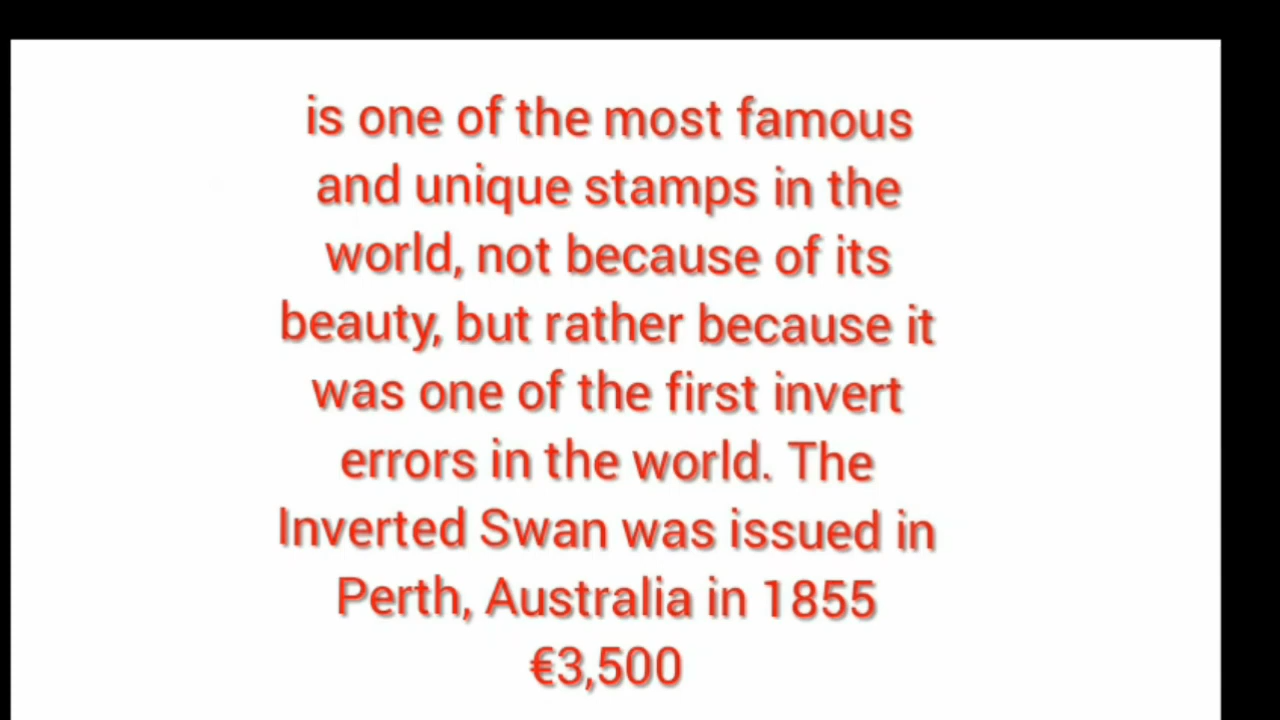 is one of the most famous
and unique stamps in the
world, not because of its
beauty, but rather because it
was one of the first invert
errors in the world. The
Inverted Swan was issued in
Perth, Australia in 1855
€3,500